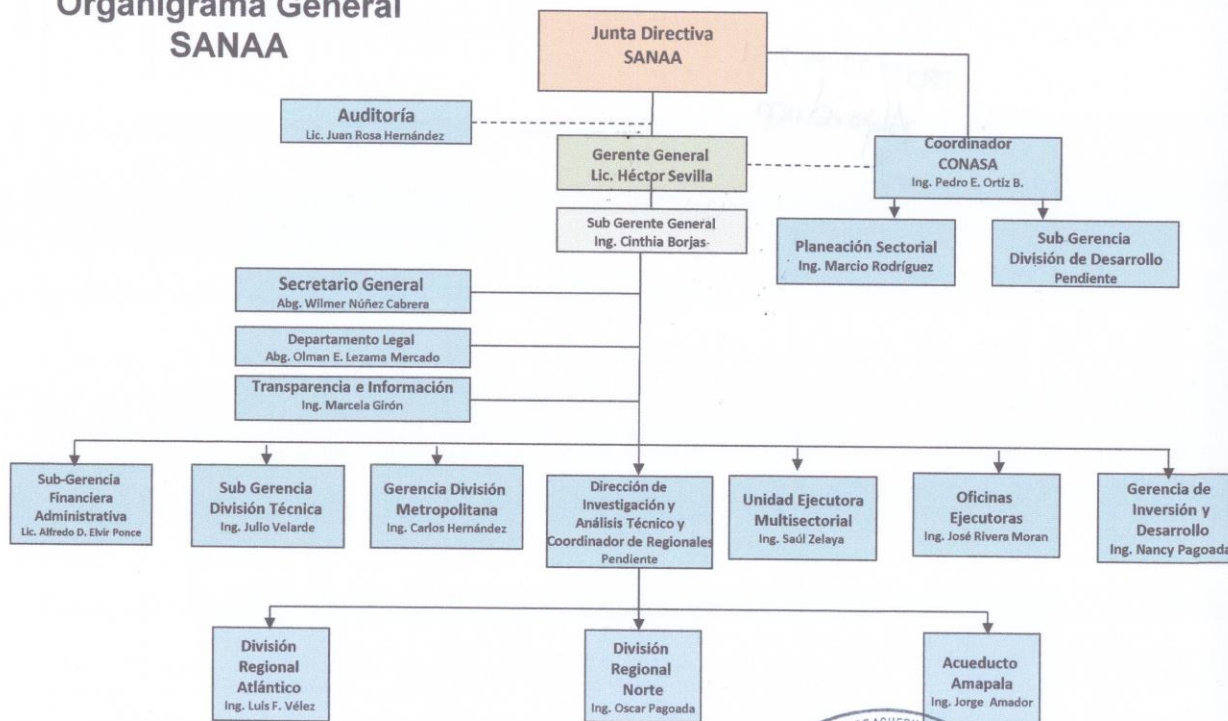 Organigrama General
SANAA
Junta Directiva
SANAA
Auditoría
Lic. Juan Rosa Hernández
Gerente General
Lic. Héctor Sevilla
Coordinador
CONASA
Ing. Pedro E. Ortiz B.
Sub Gerente General
Ing. Cinthia Borjas
Planeación Sectorial
Ing. Marcio Rodríguez
Sub Gerencia
División de Desarrollo
Pendiente
Secretario General
Abg. Wilmer Núñez Cabrera
Departamento Legal
Abg. Olman E. Lezama Mercado
Transparencia e Información
Ing. Marcela Girón
Sub-Gerencia
Financiera
Administrativa
Lic. Alfredo D. Elvir Ponce
Sub Gerencia
División Técnica
Ing. Julio Velarde
Gerencia División
Metropolitana
Ing. Carlos Hernández
Dirección de
Investigación y
Análisis Técnico y
Coordinador de Regionales
Pendiente
Unidad Ejecutora
Multisectorial
Ing. Saúl Zelaya
Oficinas
Ejecutoras
Ing. José Rivera Moran
Gerencia de
Inversión y
Desarrollo
Ing. Nancy Pagoada
División
Regional
Atlántico
Ing. Luis F. Vélez
División
Regional
Norte
Ing. Oscar Pagoada
Acueducto
Amapala
Ing. Jorge Amador